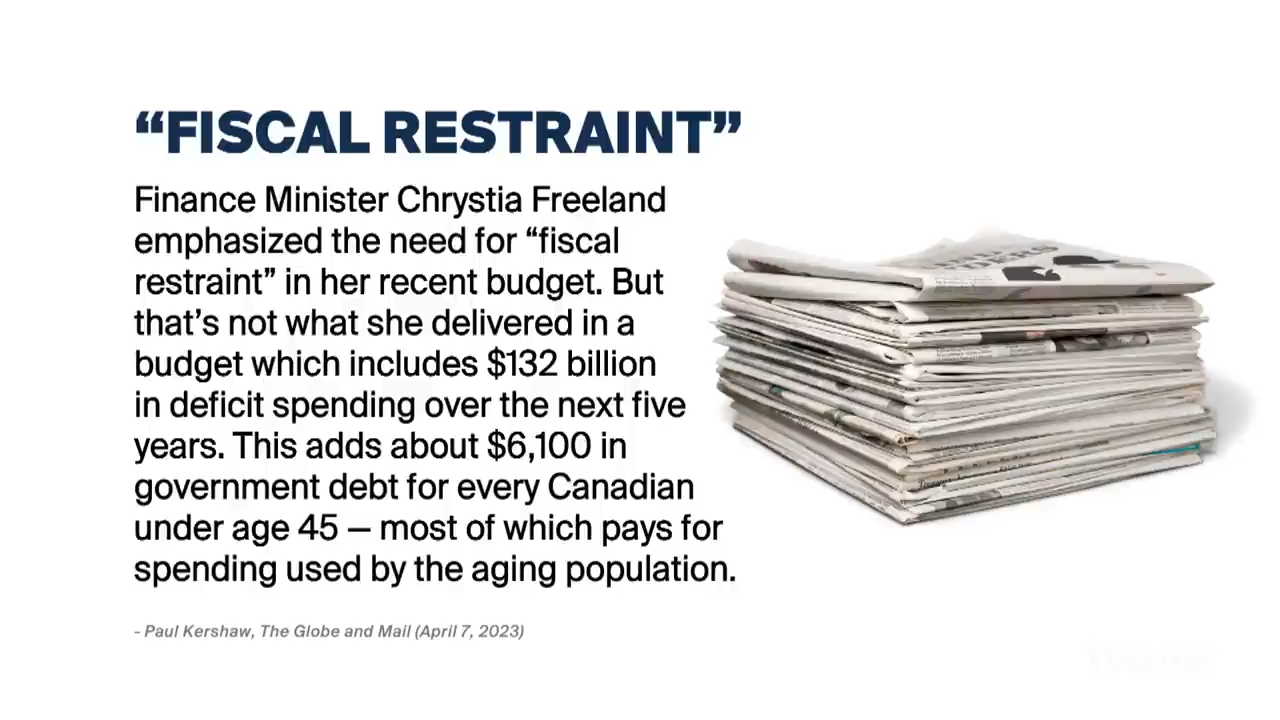 “FISCAL RESTRAINT”
Finance Minister Chrystia Freeland
emphasized the need for “fiscal
restraint” in her recent budget. But
that’s not what she delivered in a
budget which includes $132 billion
in deficit spending over the next five
years. This adds about $6,100 in
government debt for every Canadian
under age 45 — most of which pays for
spending used by the aging population.
- Paul Kershaw, The Globe and Mail (April 7, 2023)